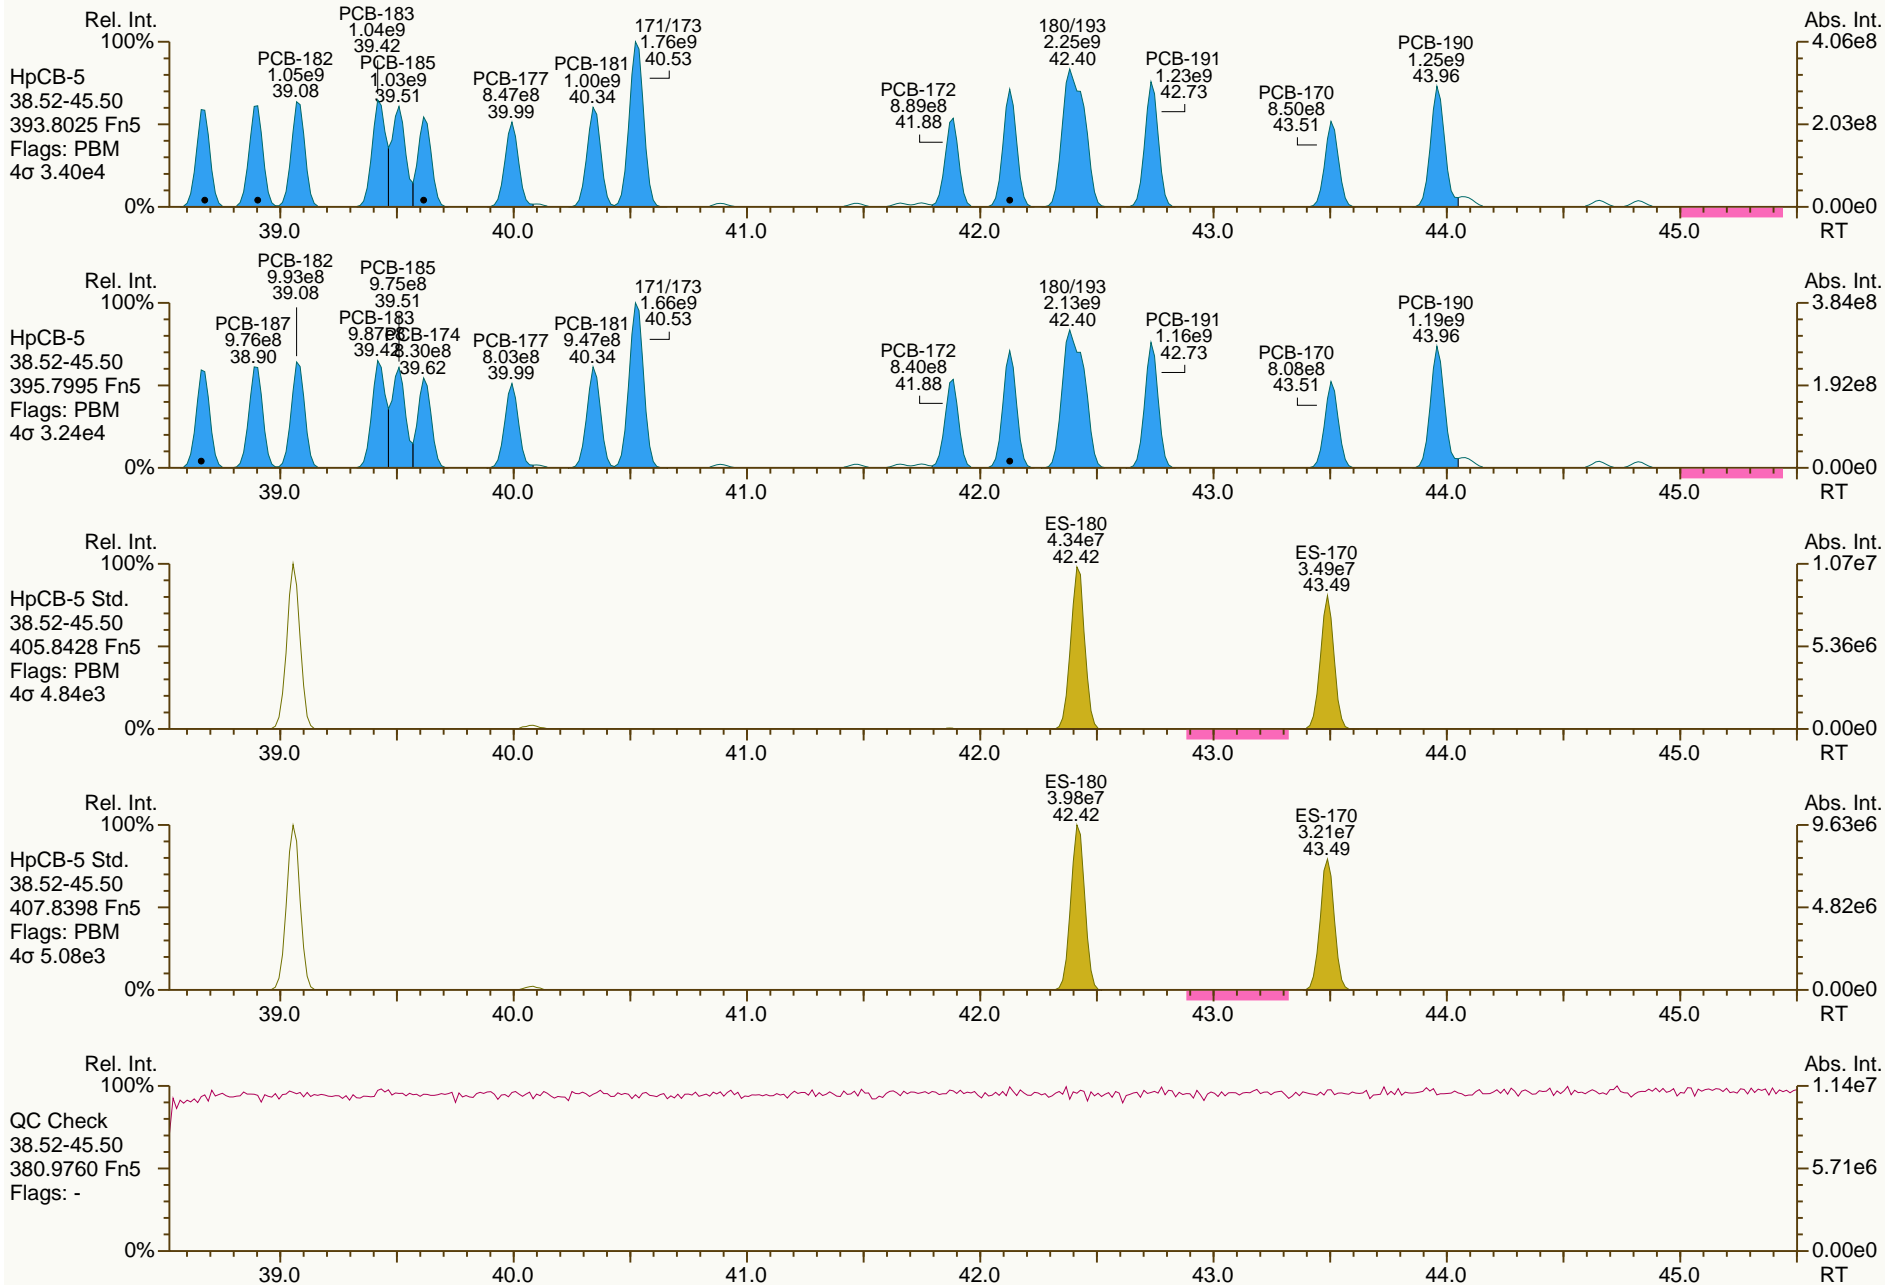 Rel. Int.
Abs. Int.
100%
50%
0%
HpCB-5
38.52-45.50
393.8025 Fn5
Flags: PBM
4σ 3.40e4
PCB-182
1.05e9
39.08
PCB-183
1.04e9
39.42
PCB-185
1.03e9
39.51
PCB-177
8.47e8
39.99
PCB-181
1.00e9
40.34
171/173
1.76e9
40.53
PCB-172
8.89e8
41.88
180/193
2.25e9
42.40
PCB-191
1.23e9
42.73
PCB-170
8.50e8
43.51
PCB-190
1.25e9
43.96
4.06e8
2.03e8
0.00e0
39.0 40.0 41.0 42.0 43.0 44.0 45.0 RT
Rel. Int.
Abs. Int.
100%
50%
0%
HpCB-5
38.52-45.50
395.7995 Fn5
Flags: PBM
4σ 3.24e4
PCB-187
9.76e8
38.90
PCB-182
9.93e8
39.08
PCB-183
9.87e8
39.42
PCB-185
9.75e8
39.51
PCB-174
8.30e8
39.62
PCB-177
8.03e8
39.99
PCB-181
9.47e8
40.34
171/173
1.66e9
40.53
PCB-172
8.40e8
41.88
180/193
2.13e9
42.40
PCB-191
1.16e9
42.73
PCB-170
8.08e8
43.51
PCB-190
1.19e9
43.96
3.84e8
1.92e8
0.00e0
39.0 40.0 41.0 42.0 43.0 44.0 45.0 RT
Rel. Int.
Abs. Int.
100%
50%
0%
HpCB-5 Std.
38.52-45.50
405.8428 Fn5
Flags: PBM
4σ 4.84e3
ES-180
4.34e7
42.42
ES-170
3.49e7
43.49
1.07e7
5.36e6
0.00e0
39.0 40.0 41.0 42.0 43.0 44.0 45.0 RT
Rel. Int.
Abs. Int.
100%
50%
0%
HpCB-5 Std.
38.52-45.50
407.8398 Fn5
Flags: PBM
4σ 5.08e3
ES-180
3.98e7
42.42
ES-170
3.21e7
43.49
9.63e6
4.82e6
0.00e0
39.0 40.0 41.0 42.0 43.0 44.0 45.0 RT
Rel. Int.
Abs. Int.
100%
50%
0%
QC Check
38.52-45.50
380.9760 Fn5
Flags: -
1.14e7
5.71e6
0.00e0
39.0 40.0 41.0 42.0 43.0 44.0 45.0 RT